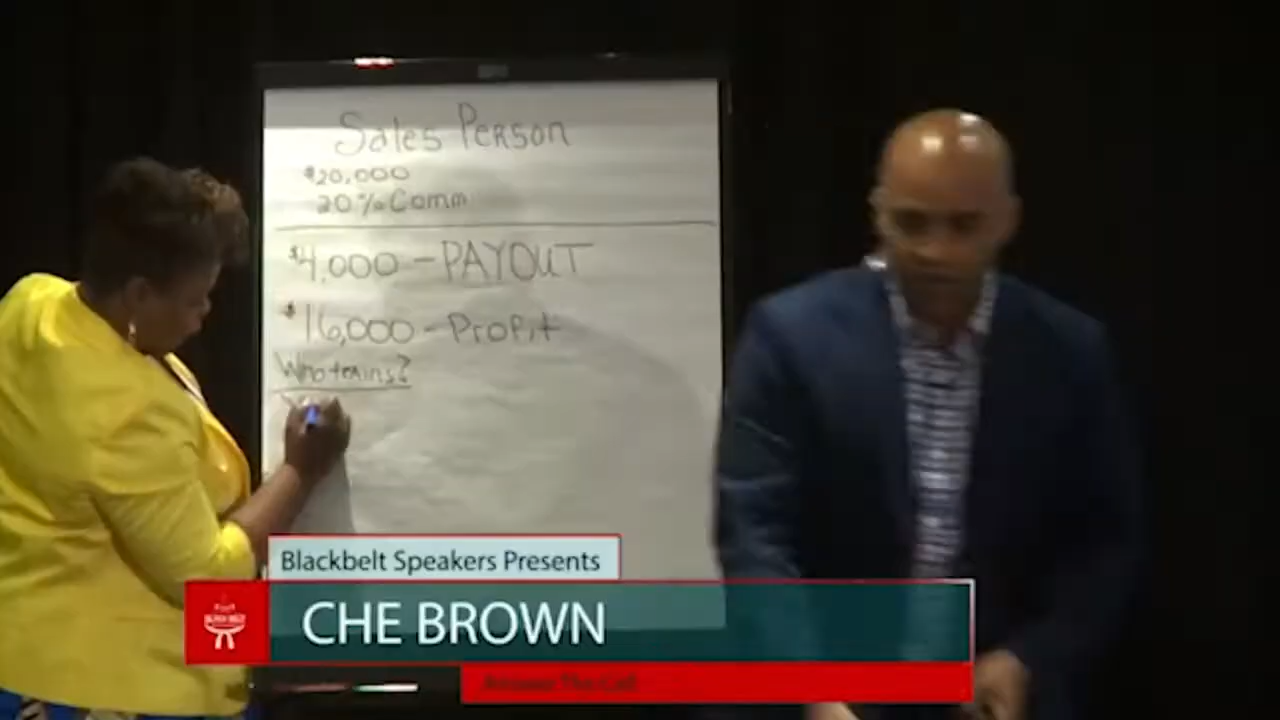 Sales Person
$20,000
20% Comm
$4,000 - PAYOUT
$16,000 - Profit
Who trains?
Blackbelt Speakers Presents
CHE BROWN
Answer The Call